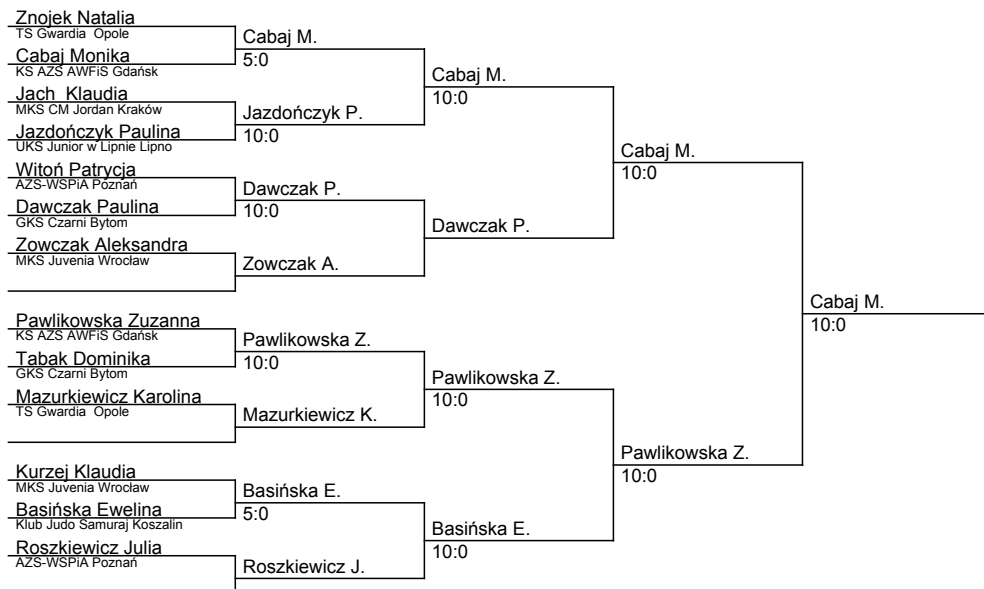 Znojek Natalia
TS Gwardia  Opole
Cabaj M.
5:0
Cabaj Monika
KS AZS AWFiS Gdańsk
Cabaj M.
10:0
Jach  Klaudia
MKS CM Jordan Kraków
Jazdończyk P.
10:0
Jazdończyk Paulina
UKS Junior w Lipnie Lipno
Cabaj M.
10:0
Witoń Patrycja
AZS-WSPiA Poznań
Dawczak P.
10:0
Dawczak Paulina
GKS Czarni Bytom
Dawczak P.
Zowczak Aleksandra
MKS Juvenia Wrocław
Zowczak A.
Cabaj M.
10:0
Pawlikowska Zuzanna
KS AZS AWFiS Gdańsk
Pawlikowska Z.
10:0
Tabak Dominika
GKS Czarni Bytom
Pawlikowska Z.
10:0
Mazurkiewicz Karolina
TS Gwardia  Opole
Mazurkiewicz K.
Pawlikowska Z.
10:0
Kurzej Klaudia
MKS Juvenia Wrocław
Basińska E.
5:0
Basińska Ewelina
Klub Judo Samuraj Koszalin
Basińska E.
10:0
Roszkiewicz Julia
AZS-WSPiA Poznań
Roszkiewicz J.